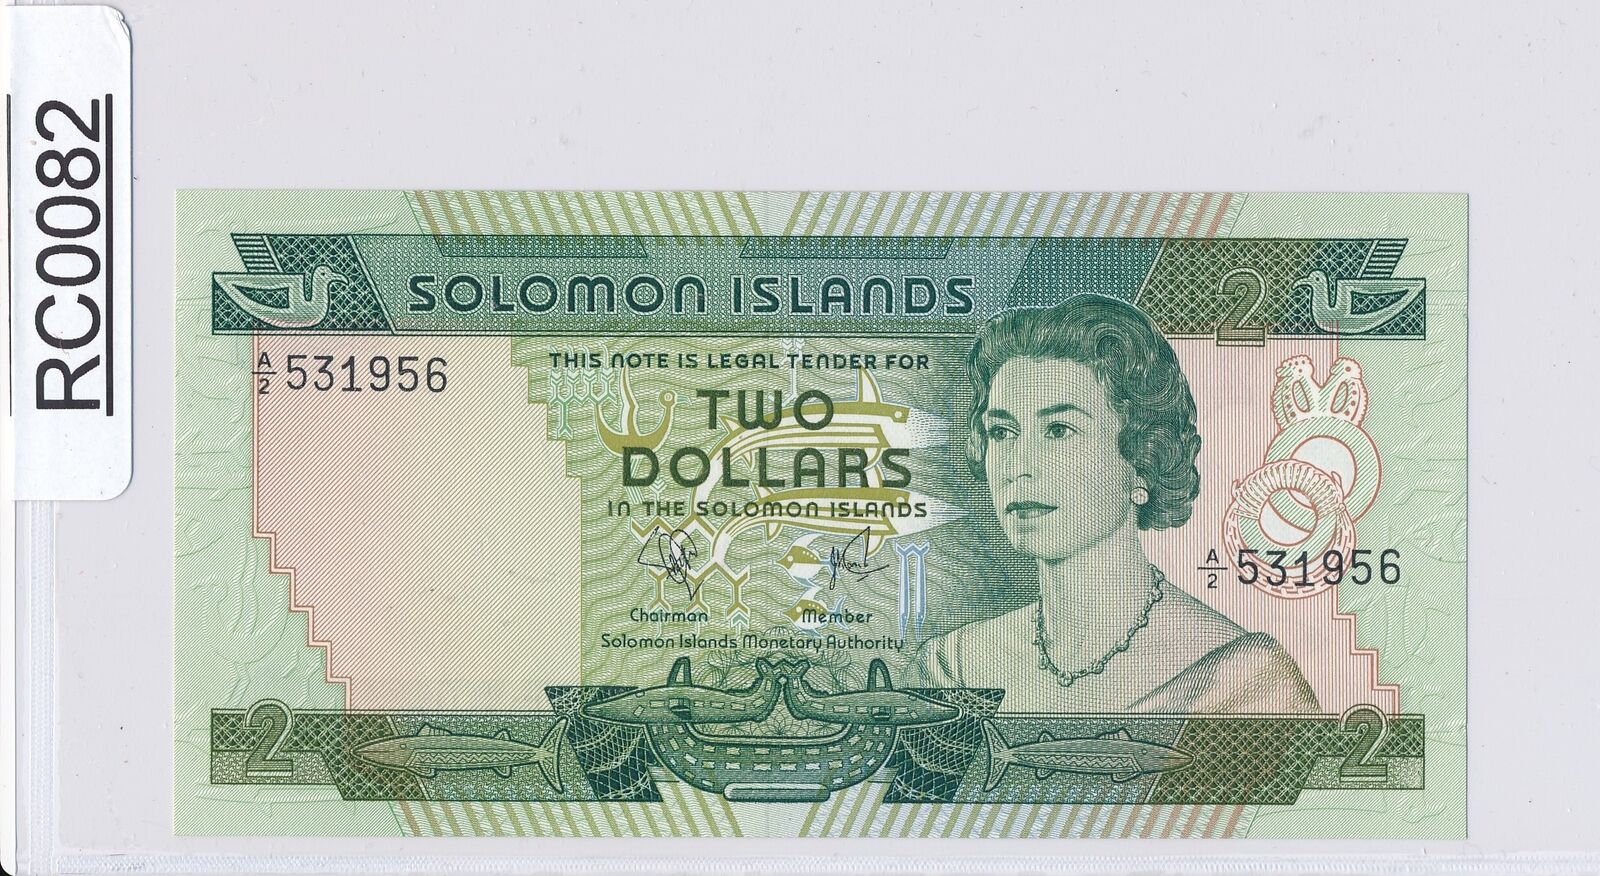 RC0082
SOLOMON ISLANDS
2
A/2 531956
THIS NOTE IS LEGAL TENDER FOR
TWO
DOLLARS
IN THE SOLOMON ISLANDS
A/2 531956
Chairman Member
Solomon Islands Monetary Authority
2
2